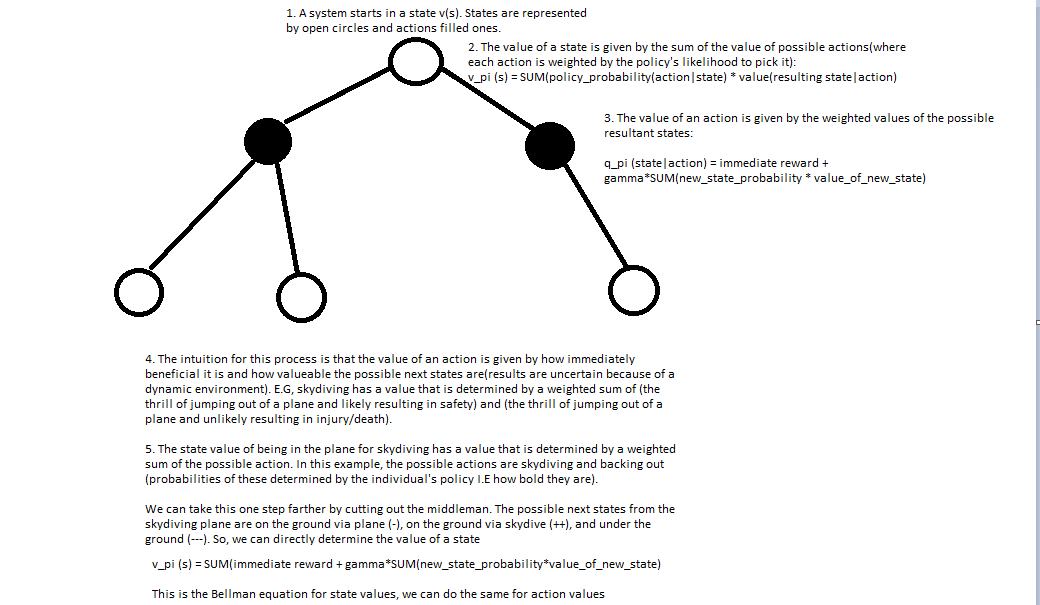 1. A system starts in a state v(s). States are represented
by open circles and actions filled ones.
2. The value of a state is given by the sum of the value of possible actions(where
each action is weighted by the policy's likelihood to pick it):
v_pi (s) = SUM(policy_probability(action|state) * value(resulting state|action)
3. The value of an action is given by the weighted values of the possible
resultant states:
q_pi (state|action) = immediate reward +
gamma*SUM(new_state_probability * value_of_new_state)
4. The intuition for this process is that the value of an action is given by how immediately
beneficial it is and how valueable the possible next states are(results are uncertain because of a
dynamic environment). E.G, skydiving has a value that is determined by a weighted sum of (the
thrill of jumping out of a plane and likely resulting in safety) and (the thrill of jumping out of a
plane and unlikely resulting in injury/death).
5. The state value of being in the plane for skydiving has a value that is determined by a weighted
sum of the possible action. In this example, the possible actions are skydiving and backing out
(probabilities of these determined by the individual's policy I.E how bold they are).
We can take this one step farther by cutting out the middleman. The possible next states from the
skydiving plane are on the ground via plane (-), on the ground via skydive (++), and under the
ground (---). So, we can directly determine the value of a state
v_pi (s) = SUM(immediate reward + gamma*SUM(new_state_probability*value_of_new_state)
This is the Bellman equation for state values, we can do the same for action values